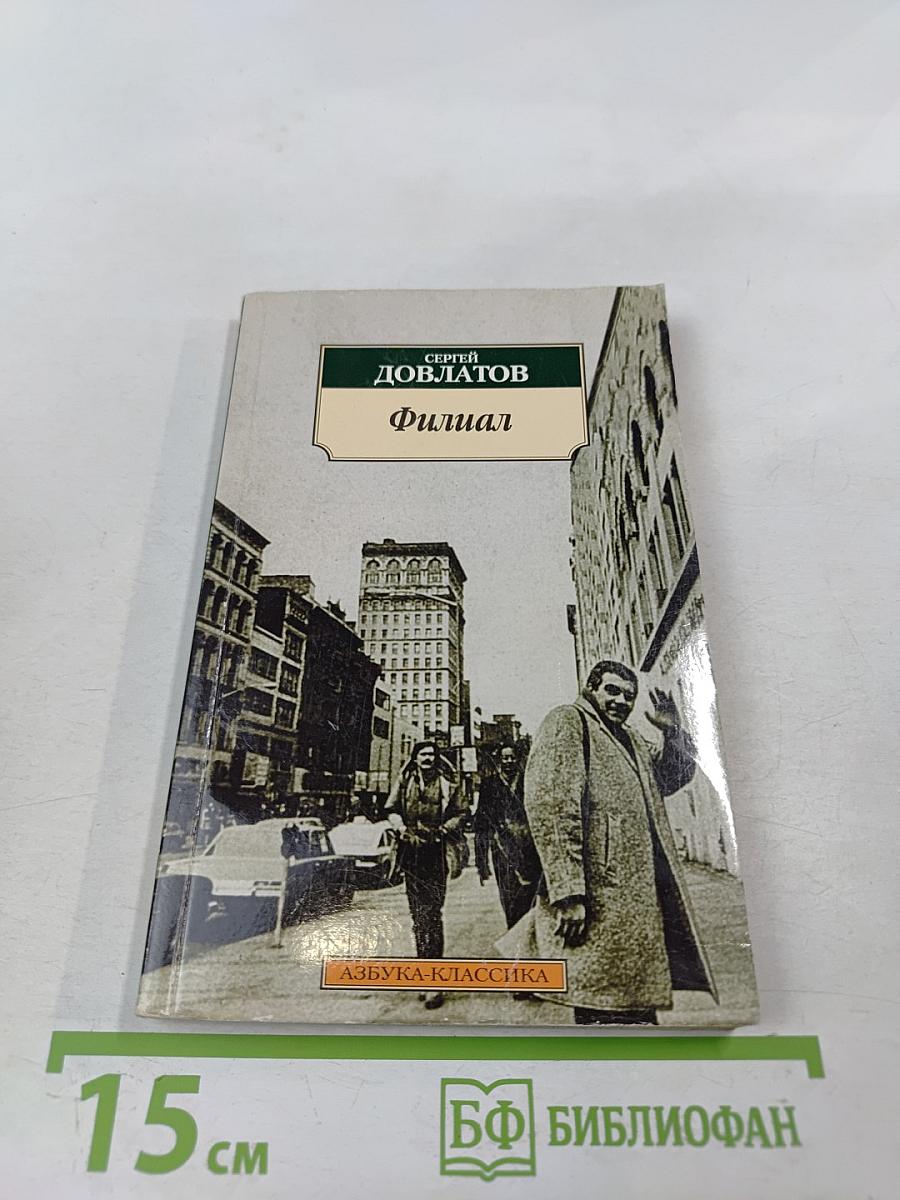 СЕРГЕЙ
ДОВЛАТОВ
Филиал
АЗБУКА-КЛАССИКА
15 см
БФ БИБЛИОФАН